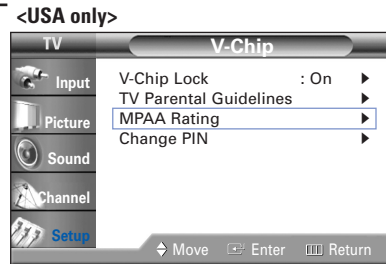 <USA only>
TV
V-Chip
Input
Picture
Sound
Channel
Setup
V-Chip Lock : On
TV Parental Guidelines
MPAA Rating
Change PIN
Move Enter Return